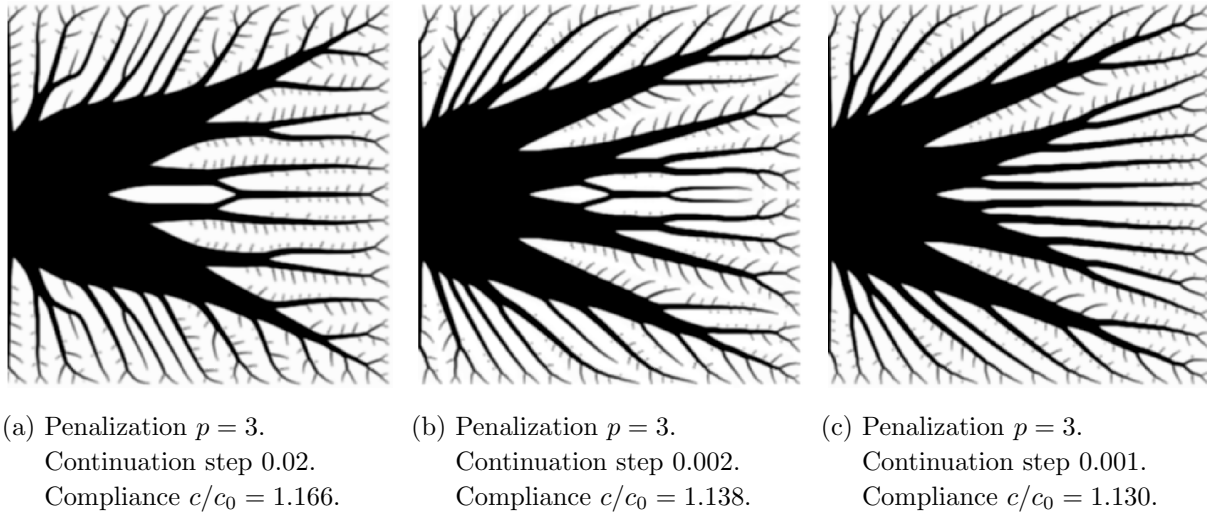 (a) Penalization p = 3.
Continuation step 0.02.
Compliance c/c₀ = 1.166.
(b) Penalization p = 3.
Continuation step 0.002.
Compliance c/c₀ = 1.138.
(c) Penalization p = 3.
Continuation step 0.001.
Compliance c/c₀ = 1.130.